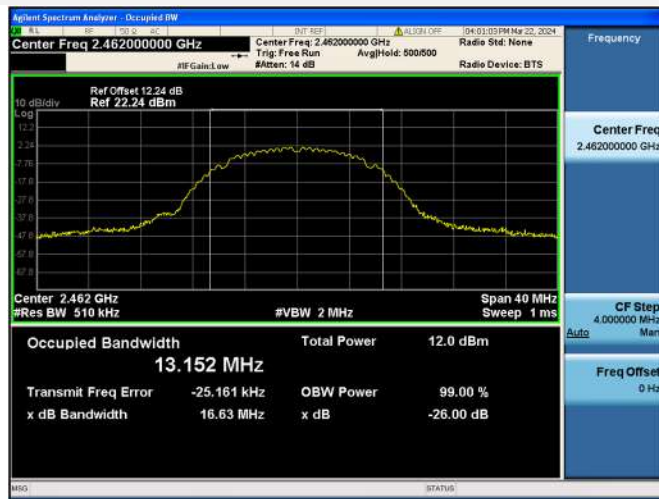 Agilent Spectrum Analyzer - Occupied BW
RL RF 50 Ω AC INT REF ALIGN OFF 04:01:03 PM Mar 22, 2024
Center Freq 2.462000000 GHz
Center Freq: 2.462000000 GHz
Radio Std: None
Trig: Free Run
Avg|Hold: 500/500
#IFGain:Low
#Atten: 14 dB
Radio Device: BTS
Frequency
Ref Offset 12.24 dB
10 dB/div
Ref 22.24 dBm
Log
12.2
2.24
-7.76
-17.8
-27.8
-37.8
-47.8
-57.8
-67.8
Center 2.462 GHz
Span 40 MHz
#Res BW 510 kHz
#VBW 2 MHz
Sweep 1 ms
Occupied Bandwidth
Total Power
12.0 dBm
13.152 MHz
Transmit Freq Error
-25.161 kHz
OBW Power
99.00 %
x dB Bandwidth
16.63 MHz
x dB
-26.00 dB
Center Freq
2.462000000 GHz
CF Step
4.000000 MHz
Auto
Man
Freq Offset
0 Hz
MSG
STATUS